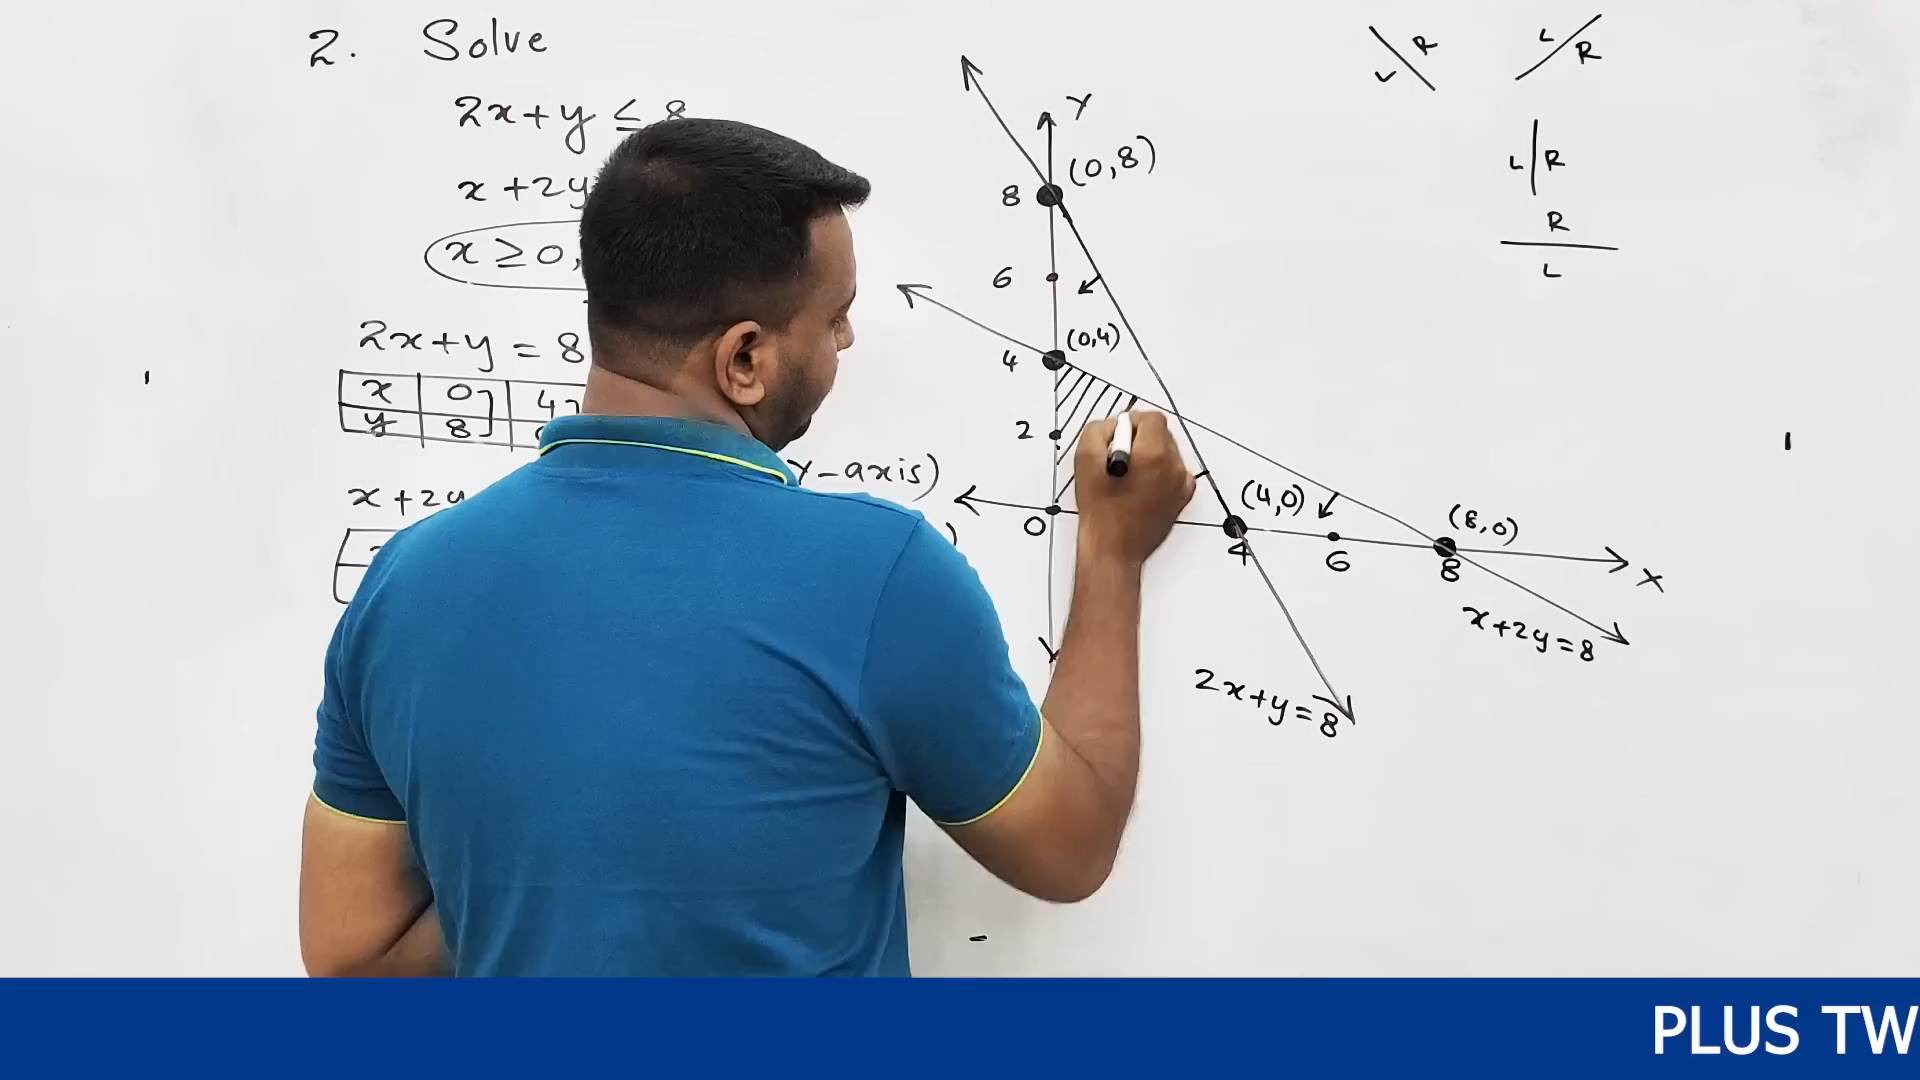 2. Solve
2x+y ≤ 8
x+2y
x ≥ 0,
2x+y = 8
x 0 4
y 8
x+2y
Y-axis)
Y
(0,8)
8
6
(0,4)
4
2
0
(4,0)
4
6
(8,0)
8
X
x+2y=8
2x+y=8
L R
L R
L R
R
L
PLUS TW